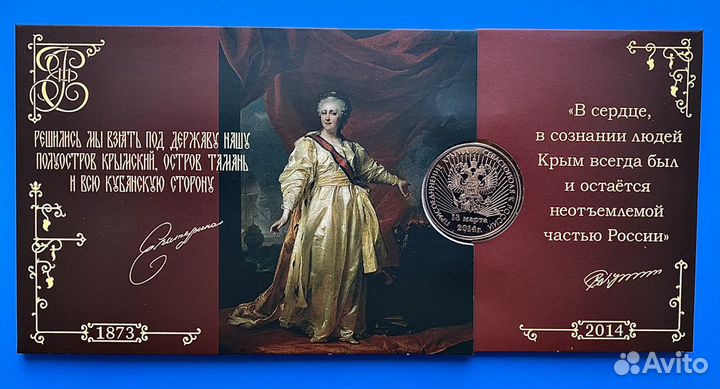 РЕШИЛИСЬ МЫ ВЗЯТЬ ПОД ДЕРЖАВУ НАШУ
ПОЛУОСТРОВ КРЫМСКИЙ, ОСТРОВ ТАМАНЬ
И ВСЮ КУБАНСКУЮ СТОРОНУ
Екатерина
1873
18 марта
2014г.
«В сердце,
в сознании людей
Крым всегда был
и остаётся
неотъемлемой
частью России»
2014
Avito